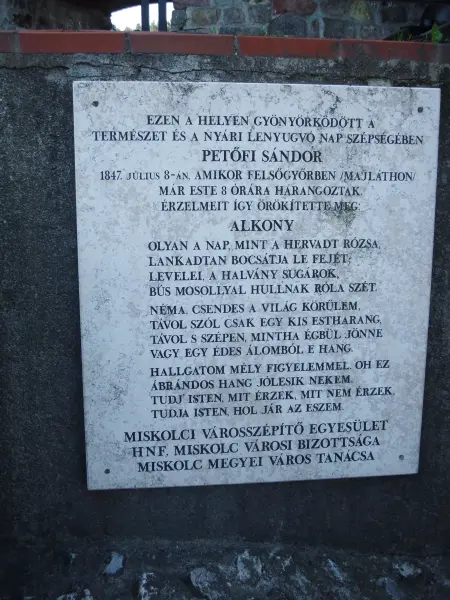 EZEN A HELYEN GYÖNYÖRKÖDÖTT A
TERMÉSZET ÉS A NYÁRI LENYUGVÓ NAP SZÉPSÉGÉBEN
PETŐFI SÁNDOR
1847. JÚLIUS 8-ÁN, AMIKOR FELSŐGYŐRBEN /MAJLÁTHON/
MÁR ESTE 8 ÓRÁRA HARANGOZTAK.
ÉRZELMEIT ÍGY ÖRÖKÍTETTE MEG:
ALKONY
OLYAN A NAP, MINT A HERVADT RÓZSA,
LANKADTAN BOCSÁTJA LE FEJÉT;
LEVELEI, A HALVÁNY SUGÁROK,
BÚS MOSOLLYAL HULLNAK RÓLA SZÉT.
NÉMA, CSENDES A VILÁG KÖRÜLEM,
TÁVOL SZÓL CSAK EGY KIS ESTHARANG,
TÁVOL S SZÉPEN, MINTHA ÉGBÜL JÖNNE
VAGY EGY ÉDES ÁLOMBÓL E HANG.
HALLGATOM MÉLY FIGYELEMMEL. OH EZ
ÁBRÁNDOS HANG JÓLESIK NEKEM.
TUDJ' ISTEN, MIT ÉRZEK, MIT NEM ÉRZEK,
TUDJA ISTEN, HOL JÁR AZ ESZEM.
MISKOLCI VÁROSSZÉPÍTŐ EGYESÜLET
HNF. MISKOLC VÁROSI BIZOTTSÁGA
MISKOLC MEGYEI VÁROS TANÁCSA